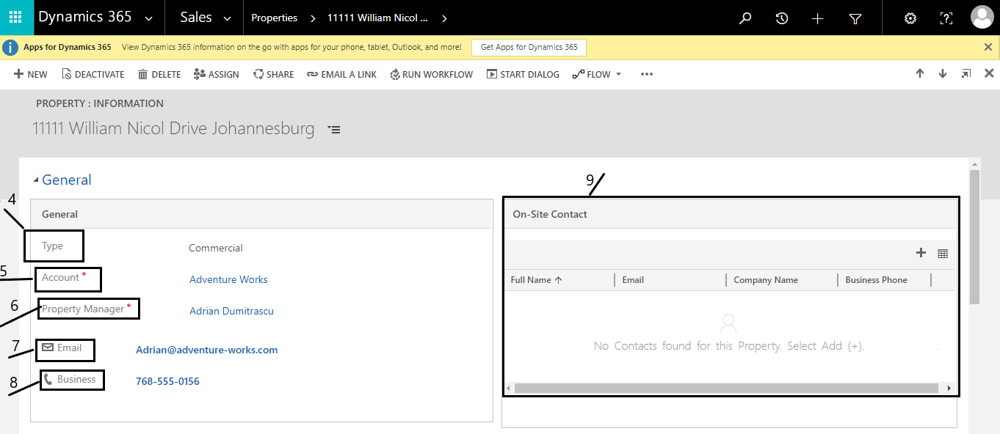 Dynamics 365 Sales Properties 11111 William Nicol Drive ...
Apps for Dynamics 365 View Dynamics 365 information on the go with apps for your phone, tablet, Outlook, and more! Get Apps for Dynamics 365
NEW DEACTIVATE DELETE ASSIGN SHARE EMAIL A LINK RUN WORKFLOW START DIALOG FLOW ...
PROPERTY : INFORMATION
11111 William Nicol Drive Johannesburg
General
4
9
General
On-Site Contact
Type Commercial
5
Account * Adventure Works
Full Name Email Company Name Business Phone
6
Property Manager * Adrian Dumitrascu
7
Email Adrian@adventure-works.com
No Contacts found for this Property. Select Add (+).
8
Business 768-555-0156